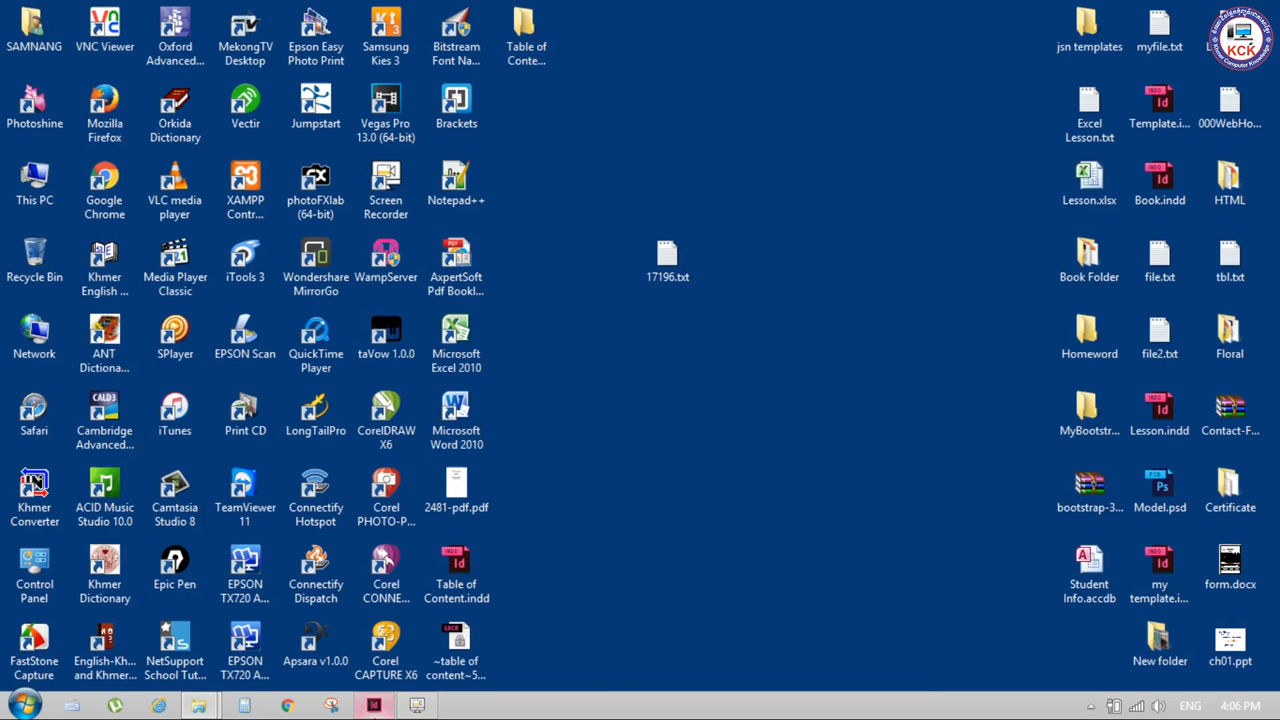 SAMNANG
VNC Viewer
Oxford
Advanced...
MekongTV
Desktop
Epson Easy
Photo Print
Samsung
Kies 3
Bitstream
Font Na...
Table of
Conte...
jsn templates
myfile.txt
KCK
Photoshine
Mozilla
Firefox
Orkida
Dictionary
Vectir
Jumpstart
Vegas Pro
13.0 (64-bit)
Brackets
Excel
Lesson.txt
Template.i...
000WebHo...
This PC
Google
Chrome
VLC media
player
XAMPP
Contr...
photoFXlab
(64-bit)
Screen
Recorder
Notepad++
Lesson.xlsx
Book.indd
HTML
Recycle Bin
Khmer
English ...
Media Player
Classic
iTools 3
Wondershare
MirrorGo
WampServer
AxpertSoft
Pdf Bookl...
17196.txt
Book Folder
file.txt
tbl.txt
Network
ANT
Dictiona...
SPlayer
EPSON Scan
QuickTime
Player
taVow 1.0.0
Microsoft
Excel 2010
Homeword
file2.txt
Floral
Safari
Cambridge
Advanced...
iTunes
Print CD
LongTailPro
CorelDRAW
X6
Microsoft
Word 2010
MyBootstr...
Lesson.indd
Contact-F...
Khmer
Converter
ACID Music
Studio 10.0
Camtasia
Studio 8
TeamViewer
11
Connectify
Hotspot
Corel
PHOTO-P...
2481-pdf.pdf
bootstrap-3...
Model.psd
Certificate
Control
Panel
Khmer
Dictionary
Epic Pen
EPSON
TX720 A...
Connectify
Dispatch
Corel
CONNE...
Table of
Content.indd
Student
Info.accdb
my
template.i...
form.docx
FastStone
Capture
English-Kh...
and Khmer...
NetSupport
School Tut...
EPSON
TX720 A...
Apsara v1.0.0
Corel
CAPTURE X6
~table of
content~5...
New folder
ch01.ppt
ENG
4:06 PM